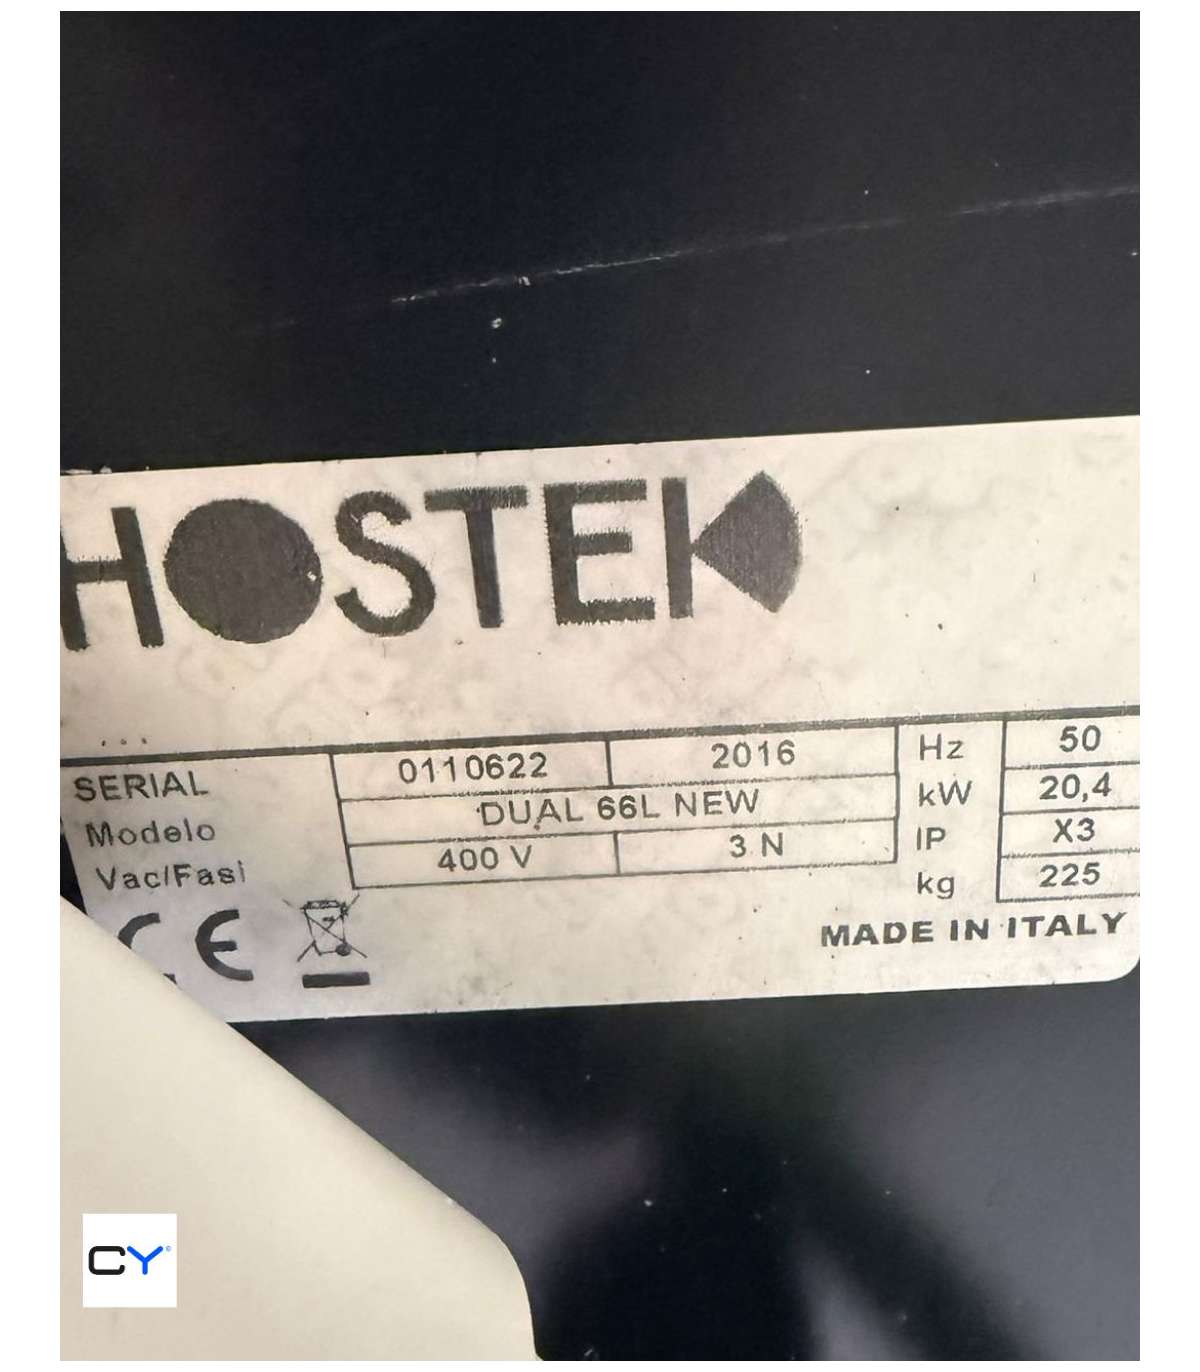 HOSTEK
SERIAL 0110622 2016 Hz 50
Modelo DUAL 66L NEW kW 20,4
Vac/Fasi 400 V 3 N IP X3
kg 225
CE
MADE IN ITALY
CY